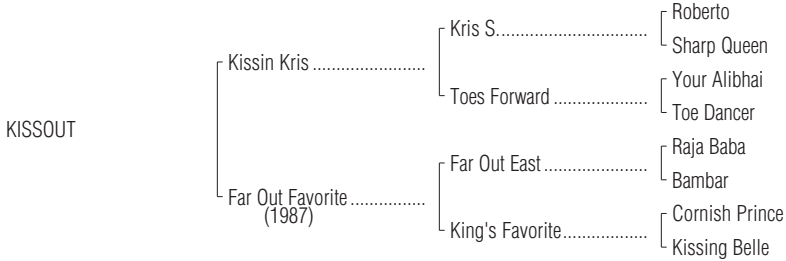 Roberto
Kris S..............................
Sharp Queen
Kissin Kris ........................
Your Alibhai
Toes Forward ....................
Toe Dancer
KISSOUT
Raja Baba
Far Out East ......................
Bambar
Far Out Favorite ................
(1987)
Cornish Prince
King's Favorite..................
Kissing Belle